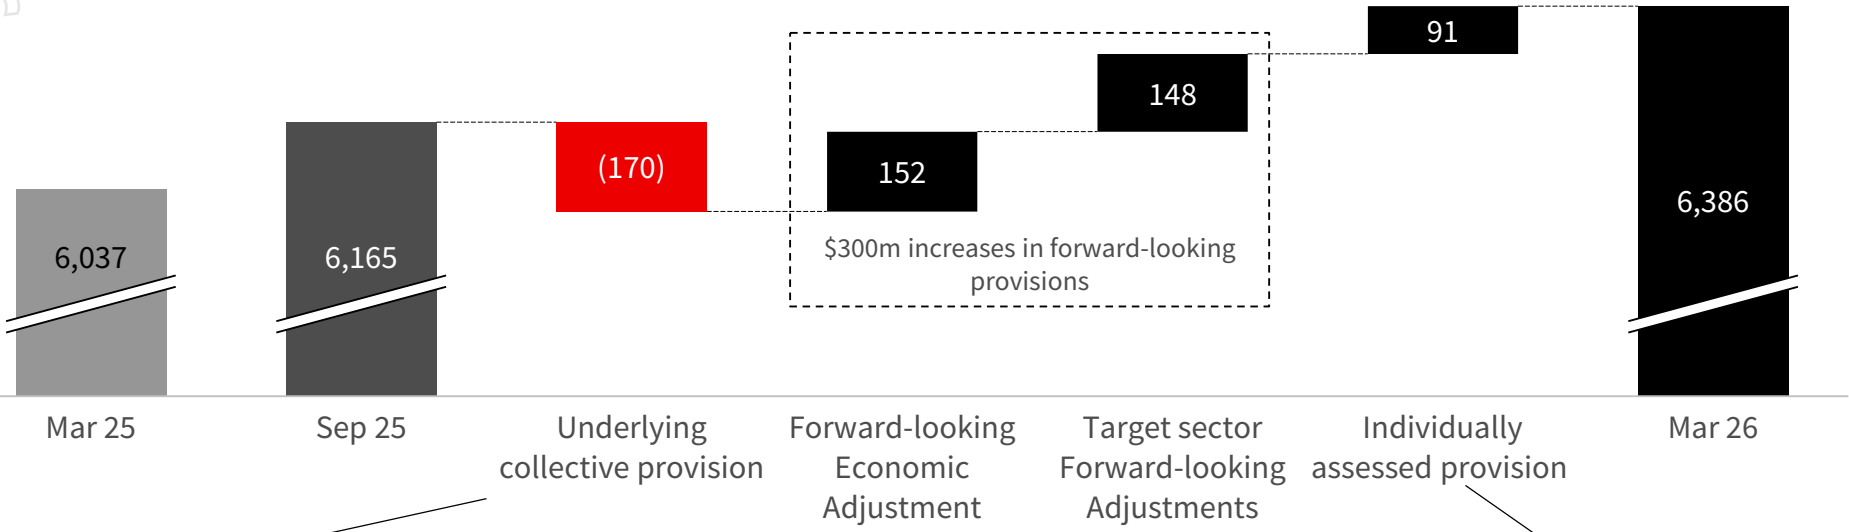 91
148
(170)
152
6,386
6,037
6,165
$300m increases in forward-looking
provisions
Mar 25
Sep 25
Underlying
collective provision
Forward-looking
Economic
Adjustment
Target sector
Forward-looking
Adjustments
Individually
assessed provision
Mar 26